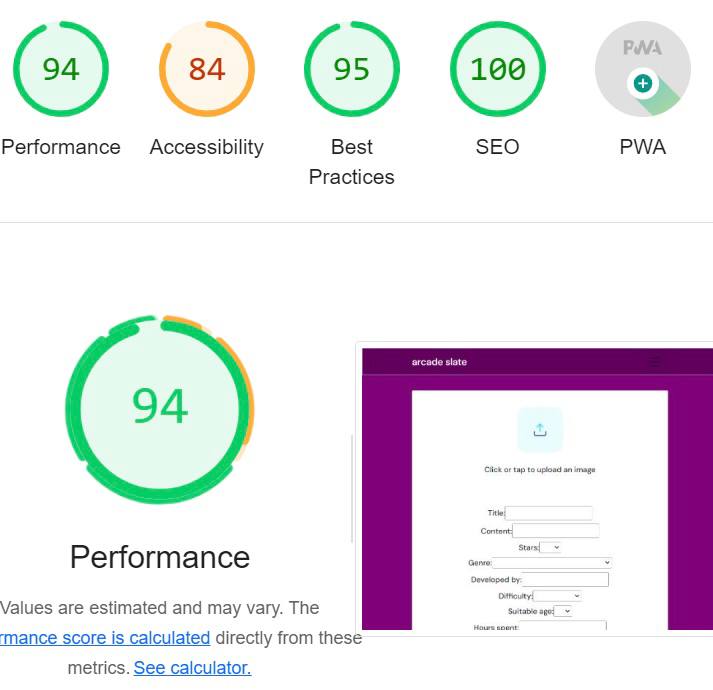 94
84
95
100
PWA
Performance
Accessibility
Best
Practices
SEO
PWA
94
Performance
Values are estimated and may vary. The
rmance score is calculated directly from these
metrics. See calculator.
arcade slate
Click or tap to upload an image
Title:
Content:
Stars:
Genre:
Developed by:
Difficulty:
Suitable age:
Hours spent: